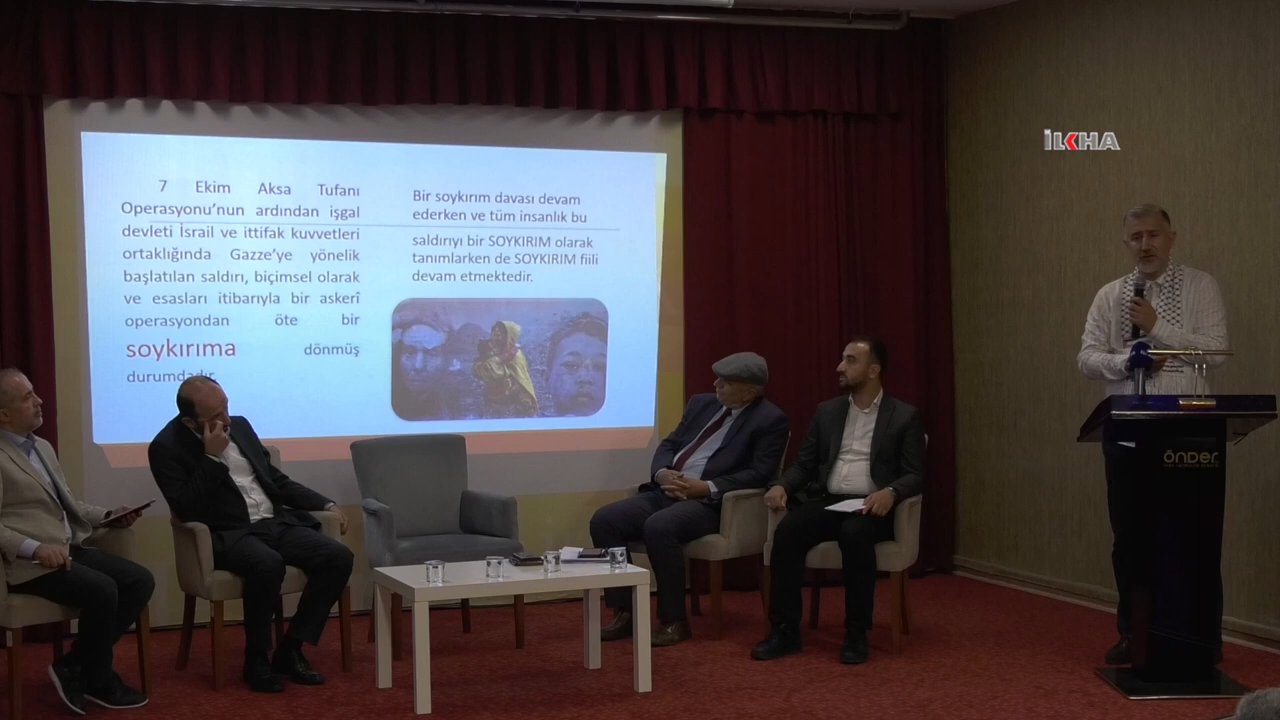 İLKHA
7 Ekim Aksa Tufanı
Operasyonu'nun ardından işgal
devleti İsrail ve ittifak kuvvetleri
ortaklığında Gazze'ye yönelik
başlatılan saldırı, biçimsel olarak
ve esasları itibarıyla bir askerî
operasyondan öte bir
soykırıma dönmüş
durumdadır.
Bir soykırım davası devam
ederken ve tüm insanlık bu
saldırıyı bir SOYKIRIM olarak
tanımlarken de SOYKIRIM fiili
devam etmektedir.
ÖNDER